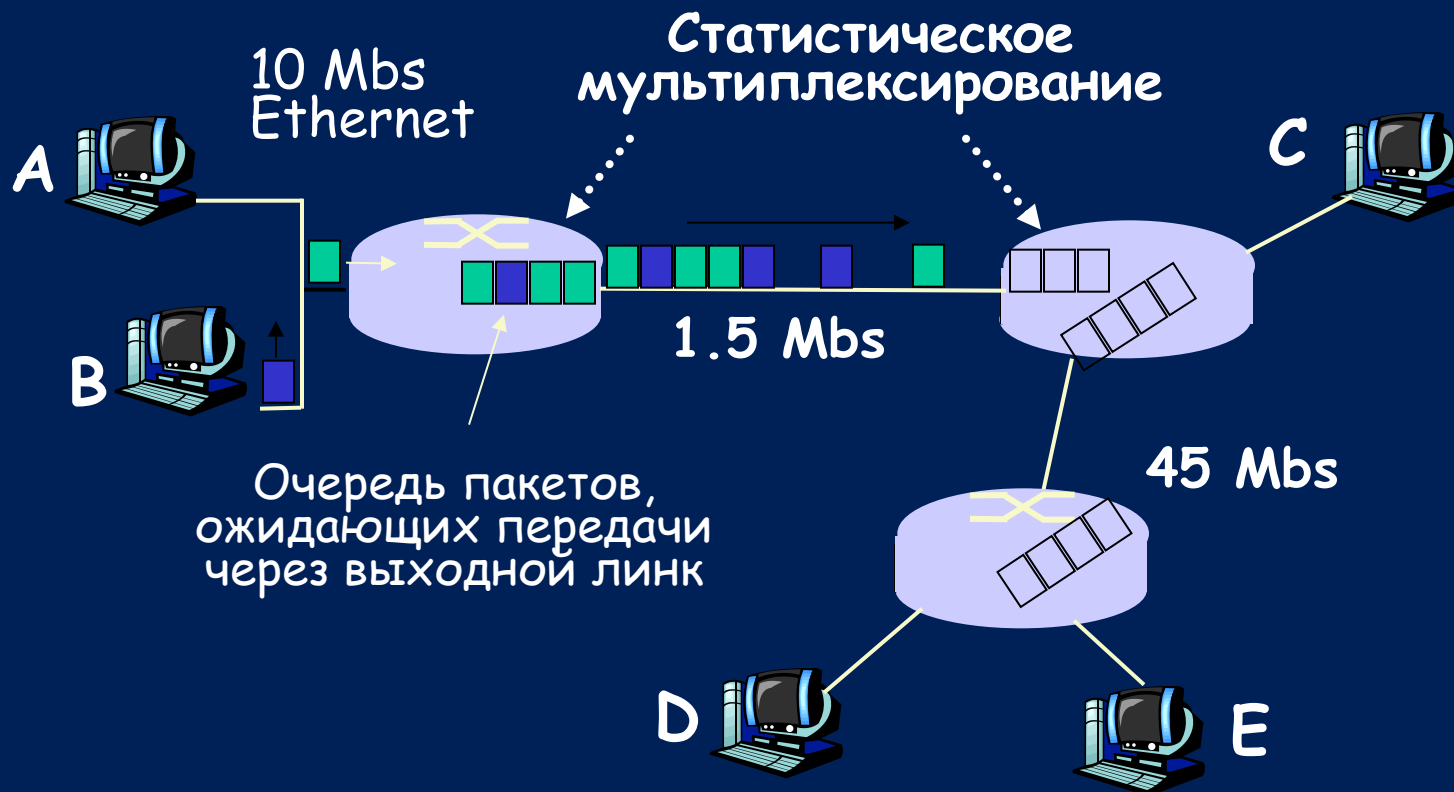 Статистическое
мультиплексирование
10 Mbs
Ethernet
A
C
B
1.5 Mbs
45 Mbs
Очередь пакетов,
ожидающих передачи
через выходной линк
D
E